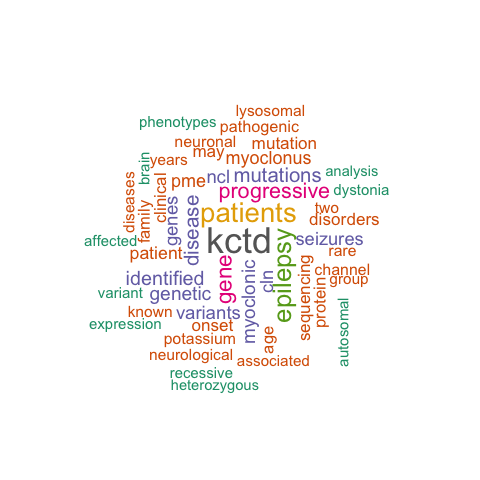 lysosomal
phenotypes
pathogenic
neuronal
mutation
brain
years
may
myoclonus
diseases
clinical
pme
ncl
mutations
analysis
progressive
dystonia
family
genes
disease
patients
two
disorders
affected
patient
kctd
epilepsy
seizures
rare
identified
gene
myoclonic
cln
sequencing
protein
channel
group
variant
genetic
known
variants
expression
onset
age
autosomal
potassium
neurological
associated
recessive
heterozygous